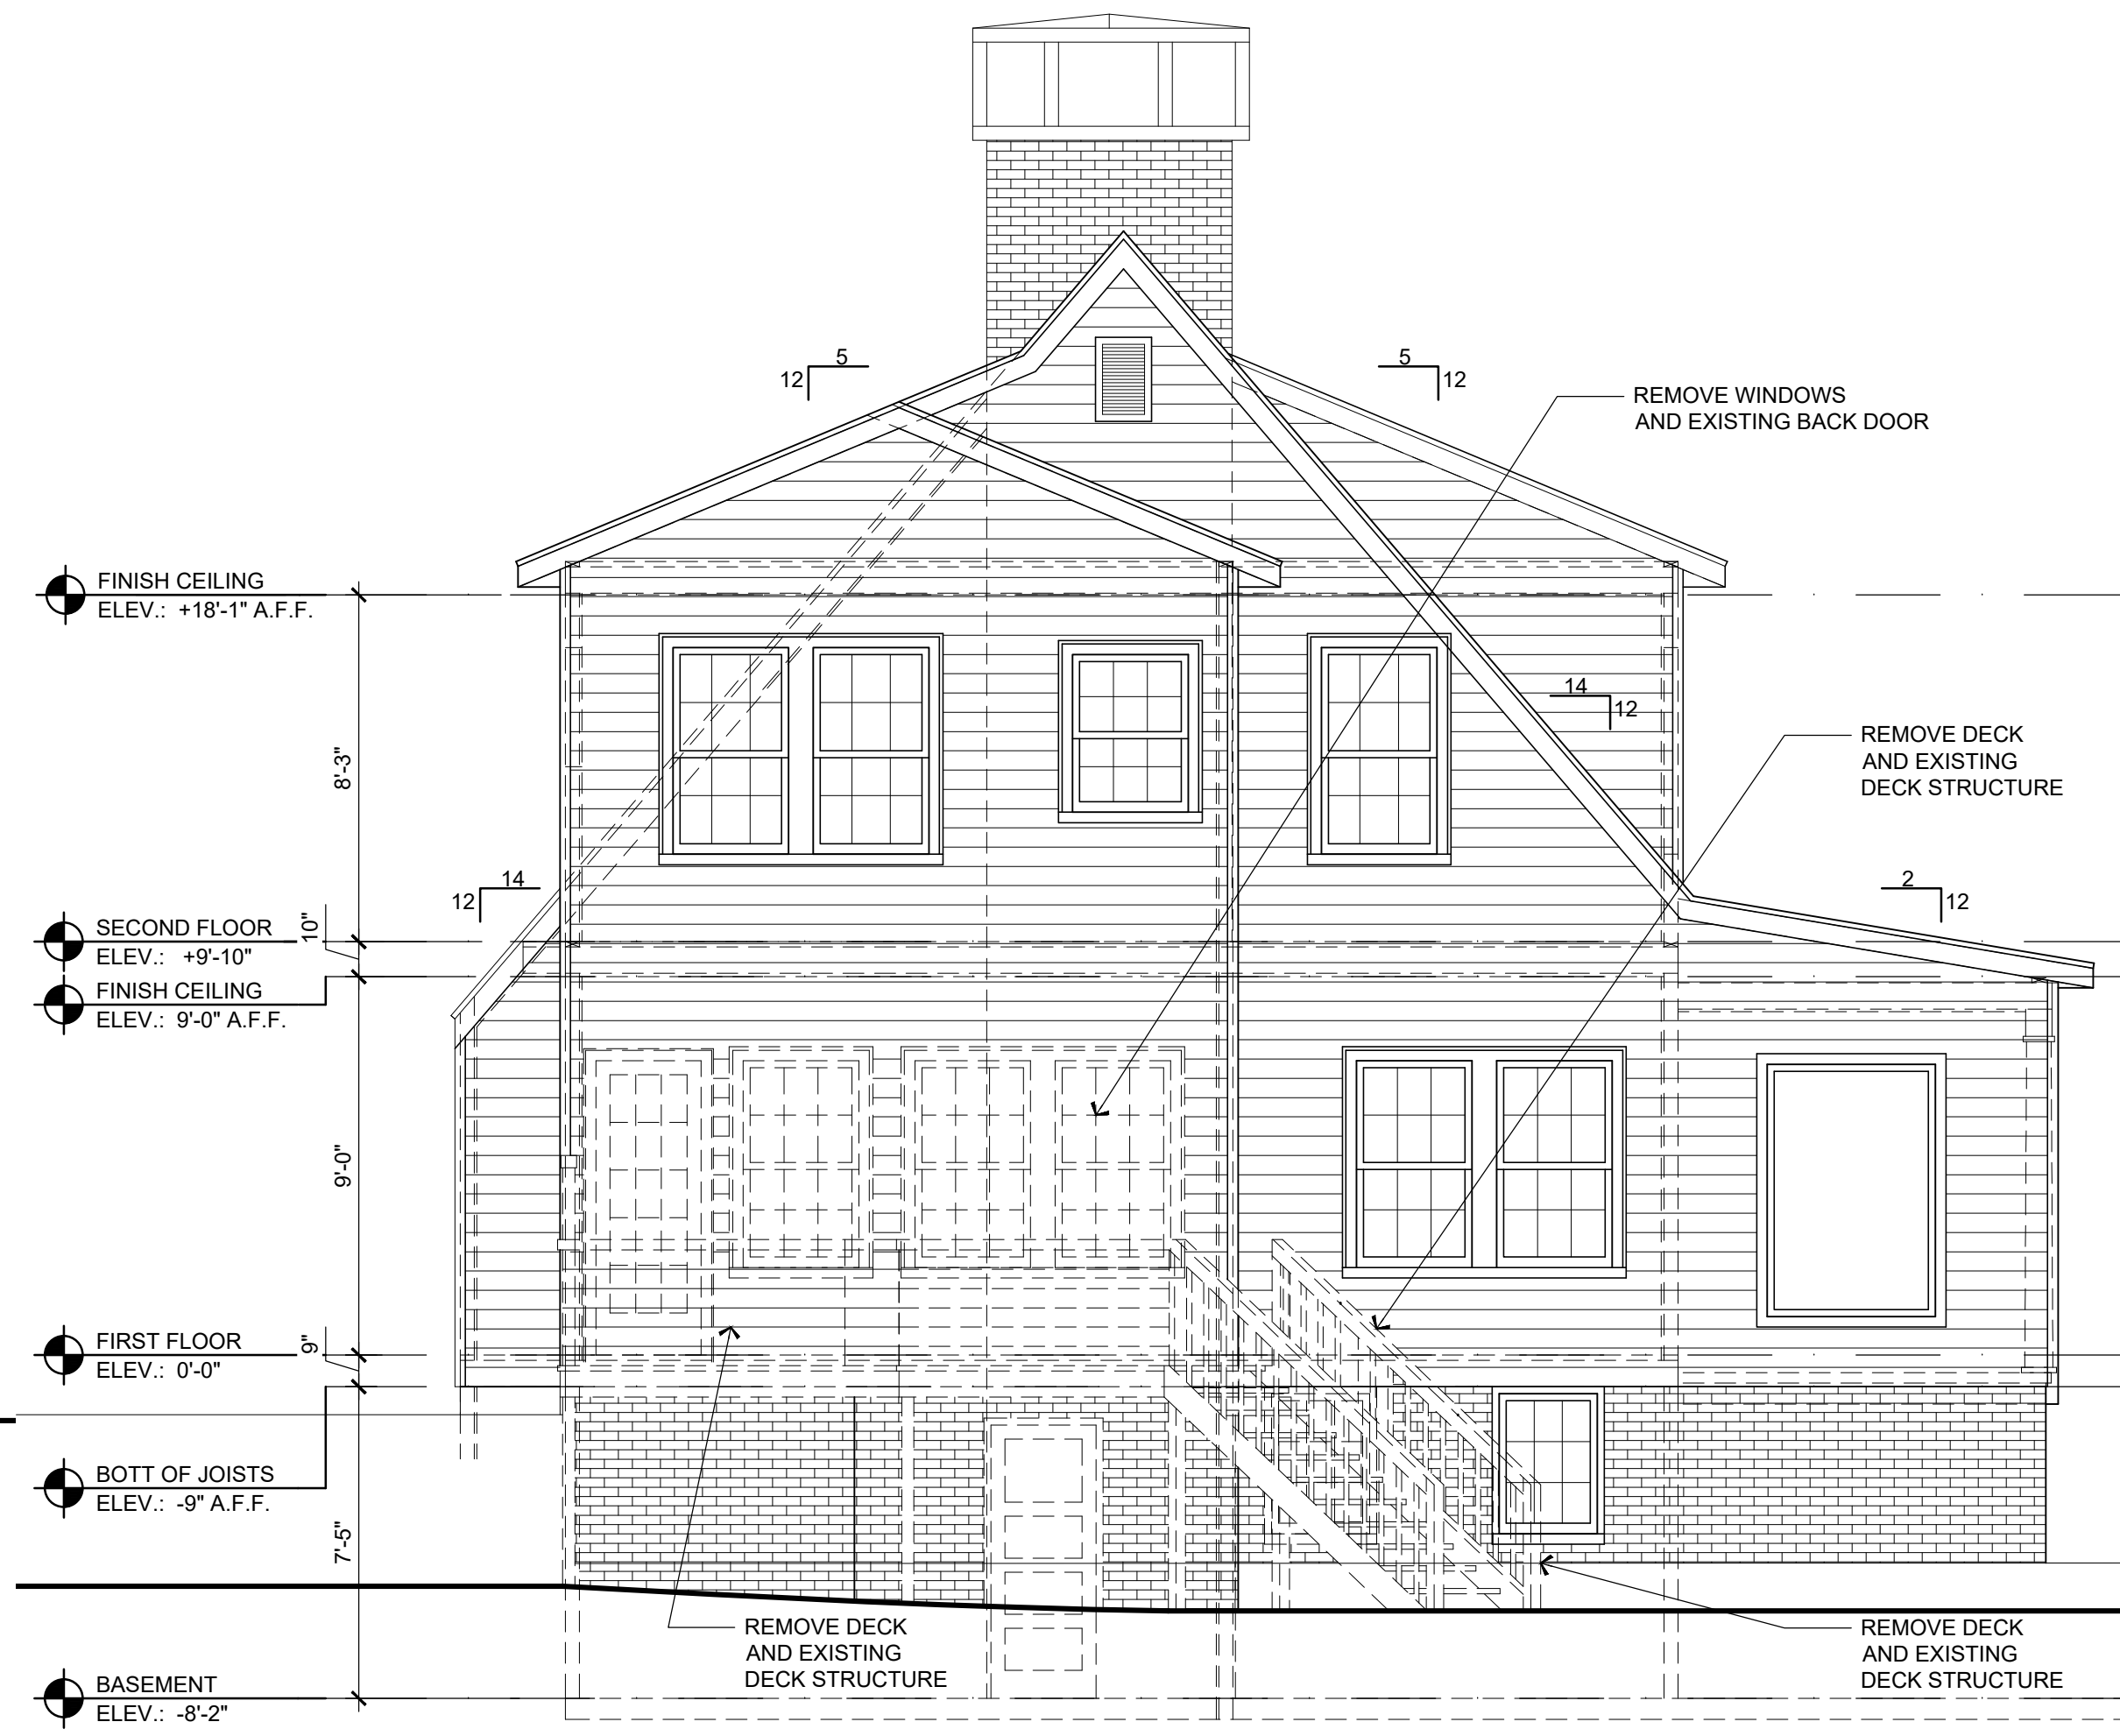 5
12
5
12
REMOVE WINDOWS
AND EXISTING BACK DOOR
FINISH CEILING
ELEV.: +18'-1" A.F.F.
14
12
8'-3"
REMOVE DECK
AND EXISTING
DECK STRUCTURE
14
12
2
12
SECOND FLOOR
ELEV.: +9'-10"
10"
FINISH CEILING
ELEV.: 9'-0" A.F.F.
9'-0"
FIRST FLOOR
ELEV.: 0'-0"
9"
BOTT OF JOISTS
ELEV.: -9" A.F.F.
7'-5"
REMOVE DECK
AND EXISTING
DECK STRUCTURE
REMOVE DECK
AND EXISTING
DECK STRUCTURE
BASEMENT
ELEV.: -8'-2"